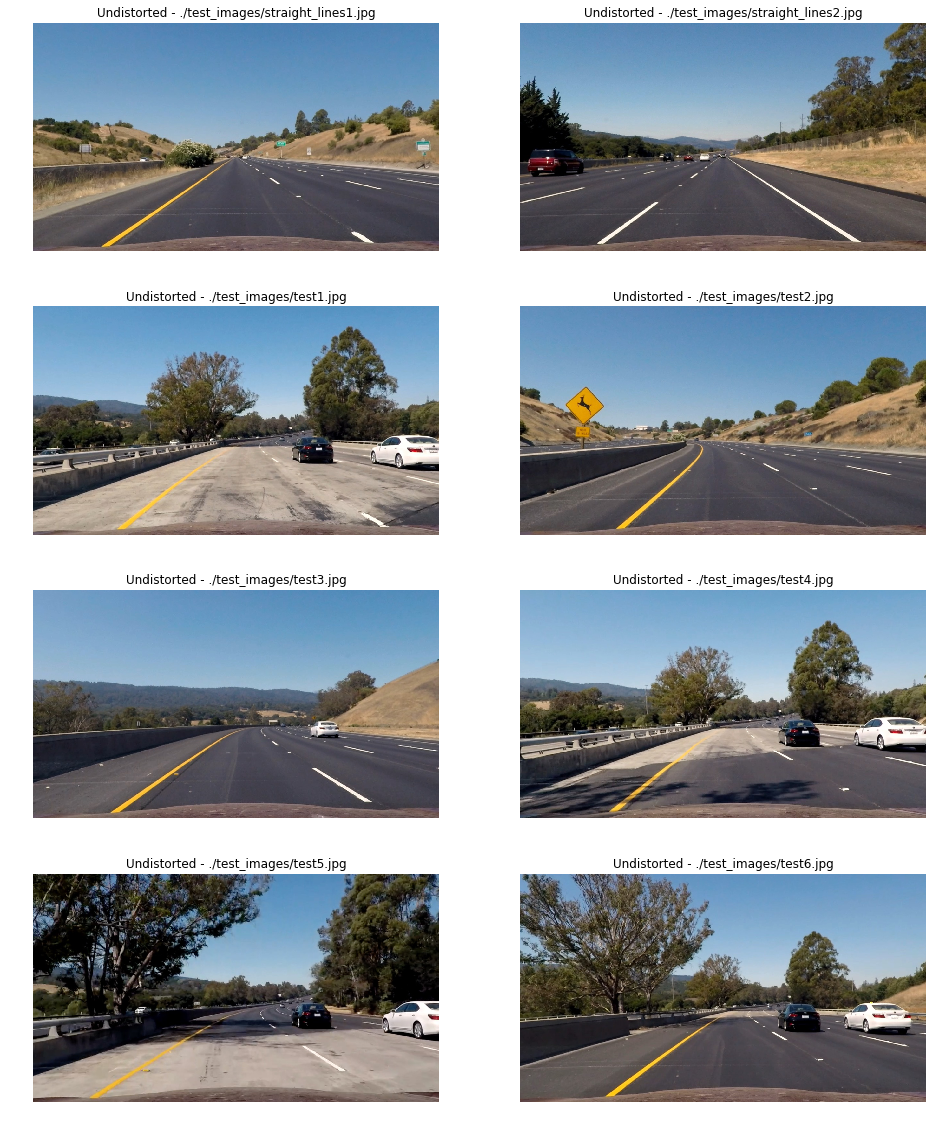 Undistorted - ./test_images/straight_lines1.jpg
Undistorted - ./test_images/straight_lines2.jpg
Undistorted - ./test_images/test1.jpg
Undistorted - ./test_images/test2.jpg
Undistorted - ./test_images/test3.jpg
Undistorted - ./test_images/test4.jpg
Undistorted - ./test_images/test5.jpg
Undistorted - ./test_images/test6.jpg